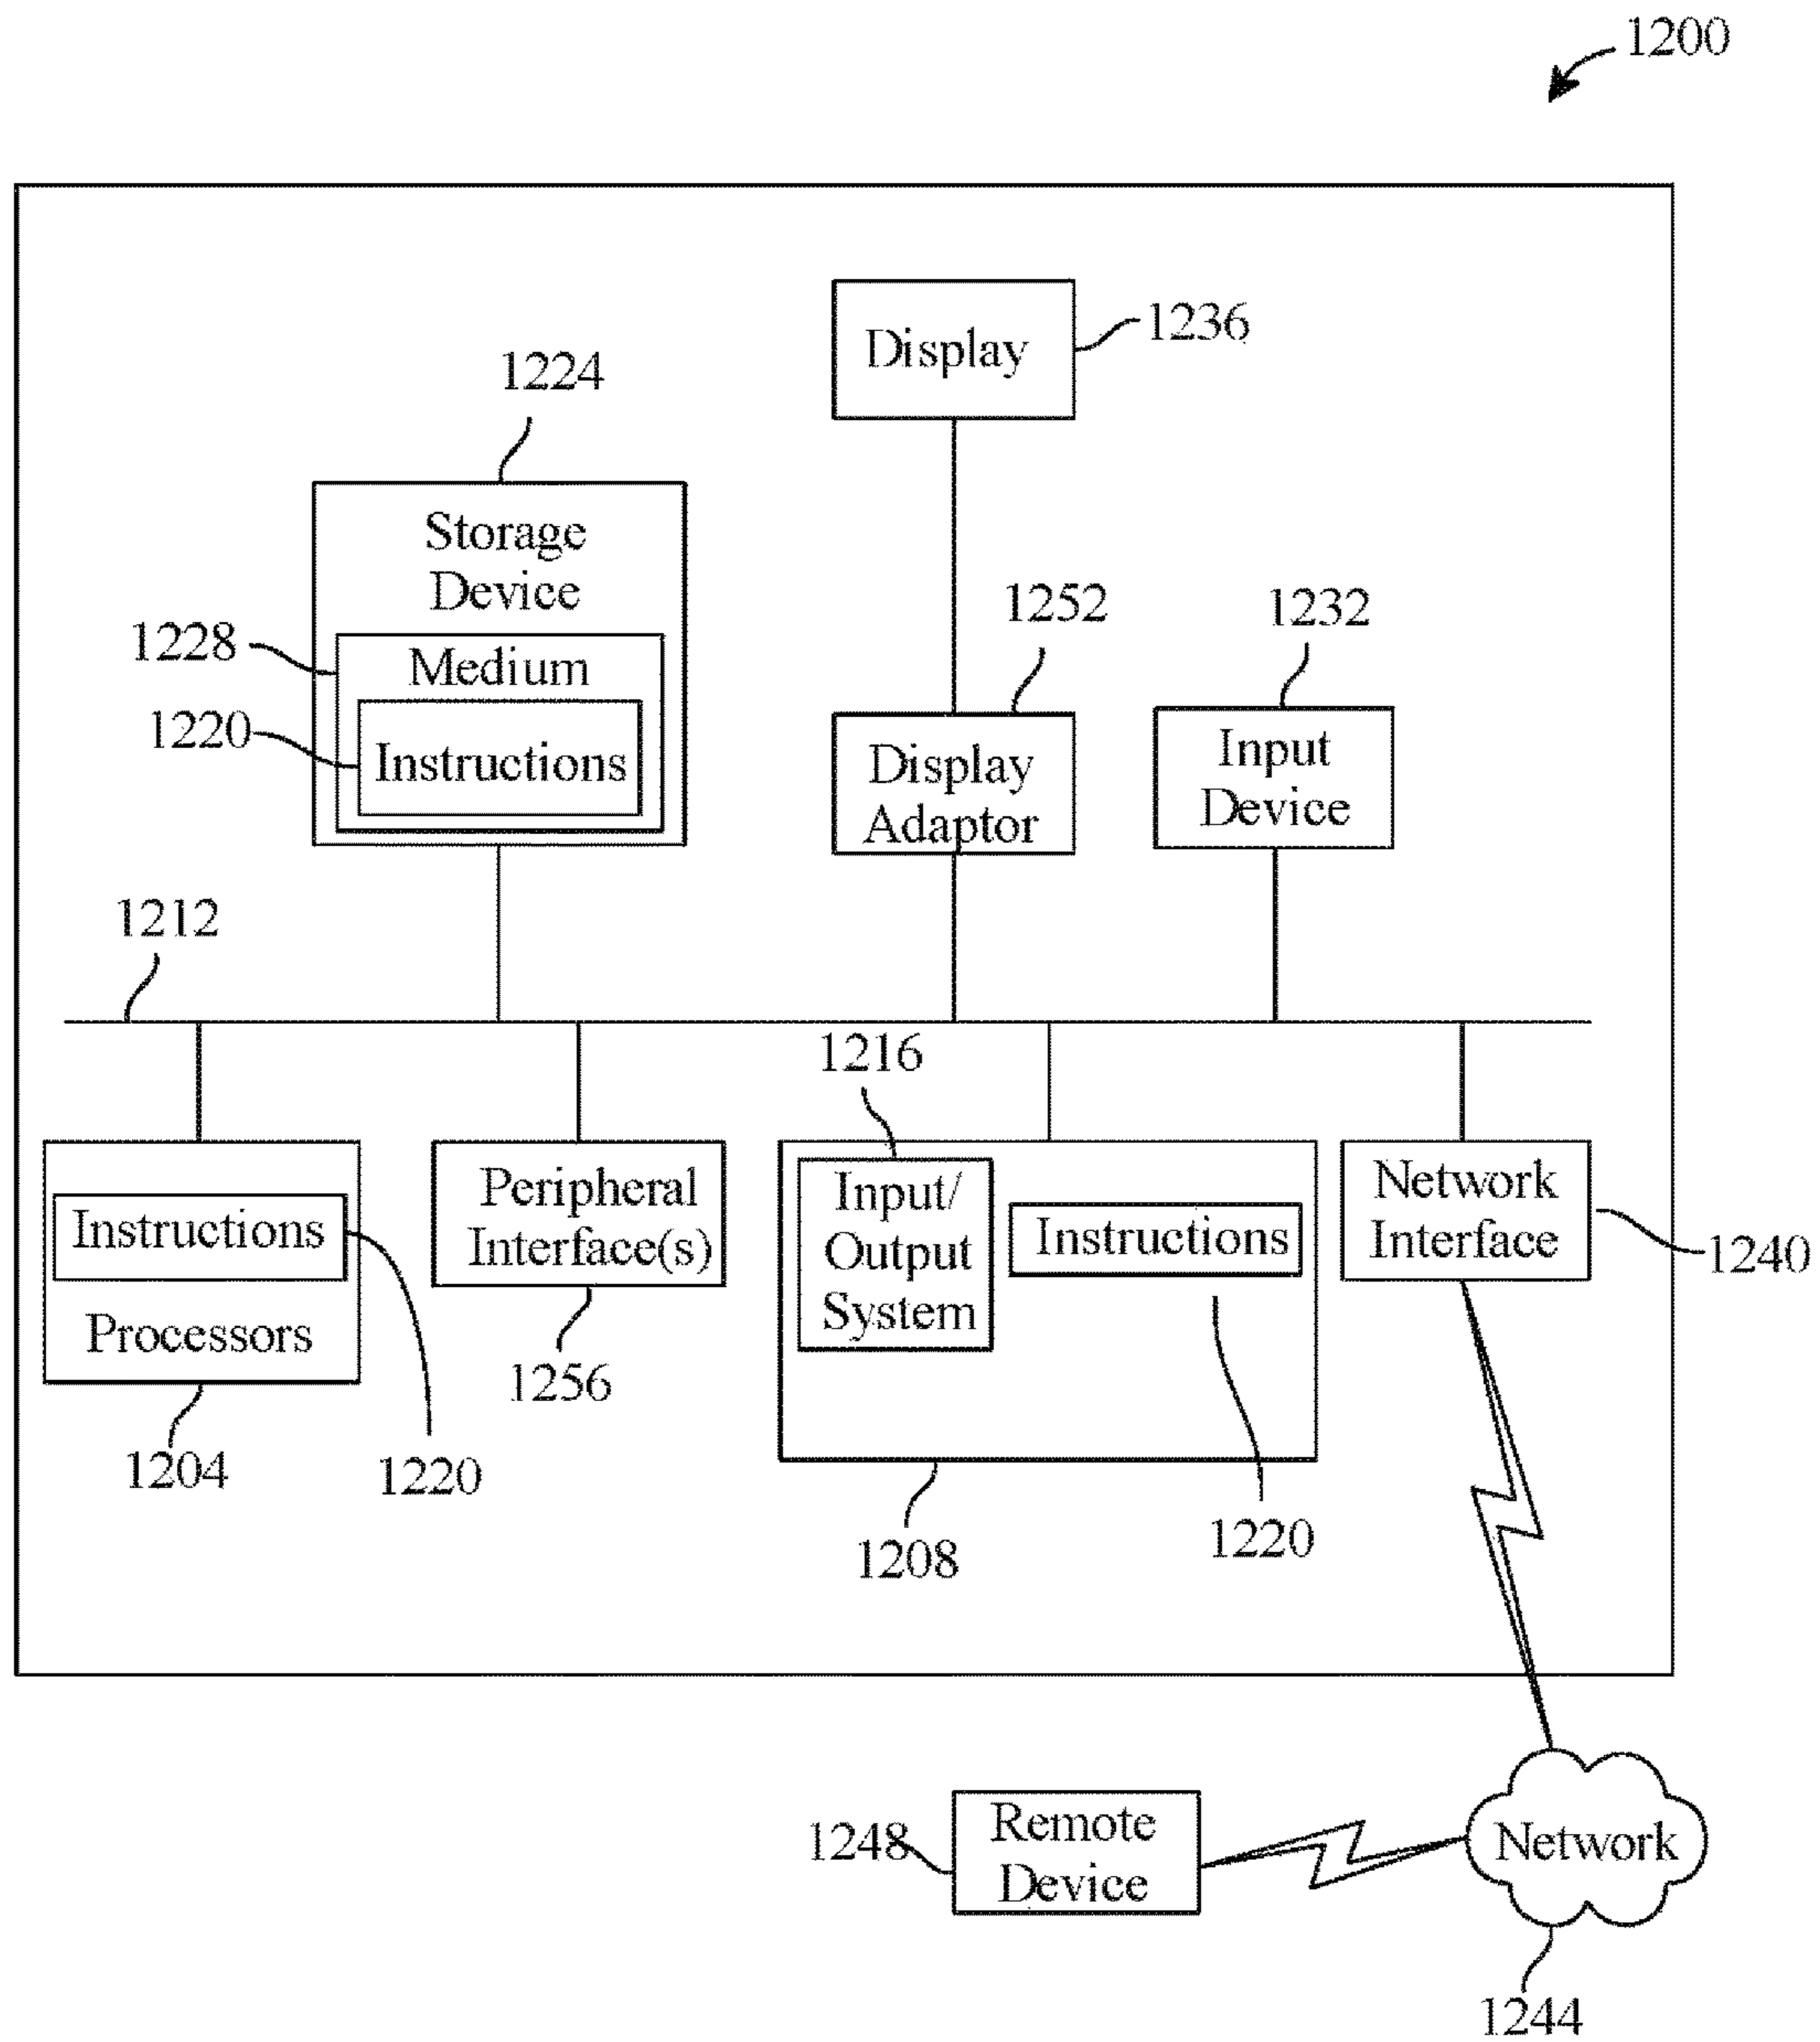 1200
Display
1236
1224
Storage
Device
1228
Medium
1220
Instructions
1252
Display
Adaptor
1232
Input
Device
1212
1216
Instructions
Processors
1204
1220
Peripheral
Interface(s)
1256
Input/
Output
System
Instructions
1220
1208
Network
Interface
1240
1248
Remote
Device
Network
1244